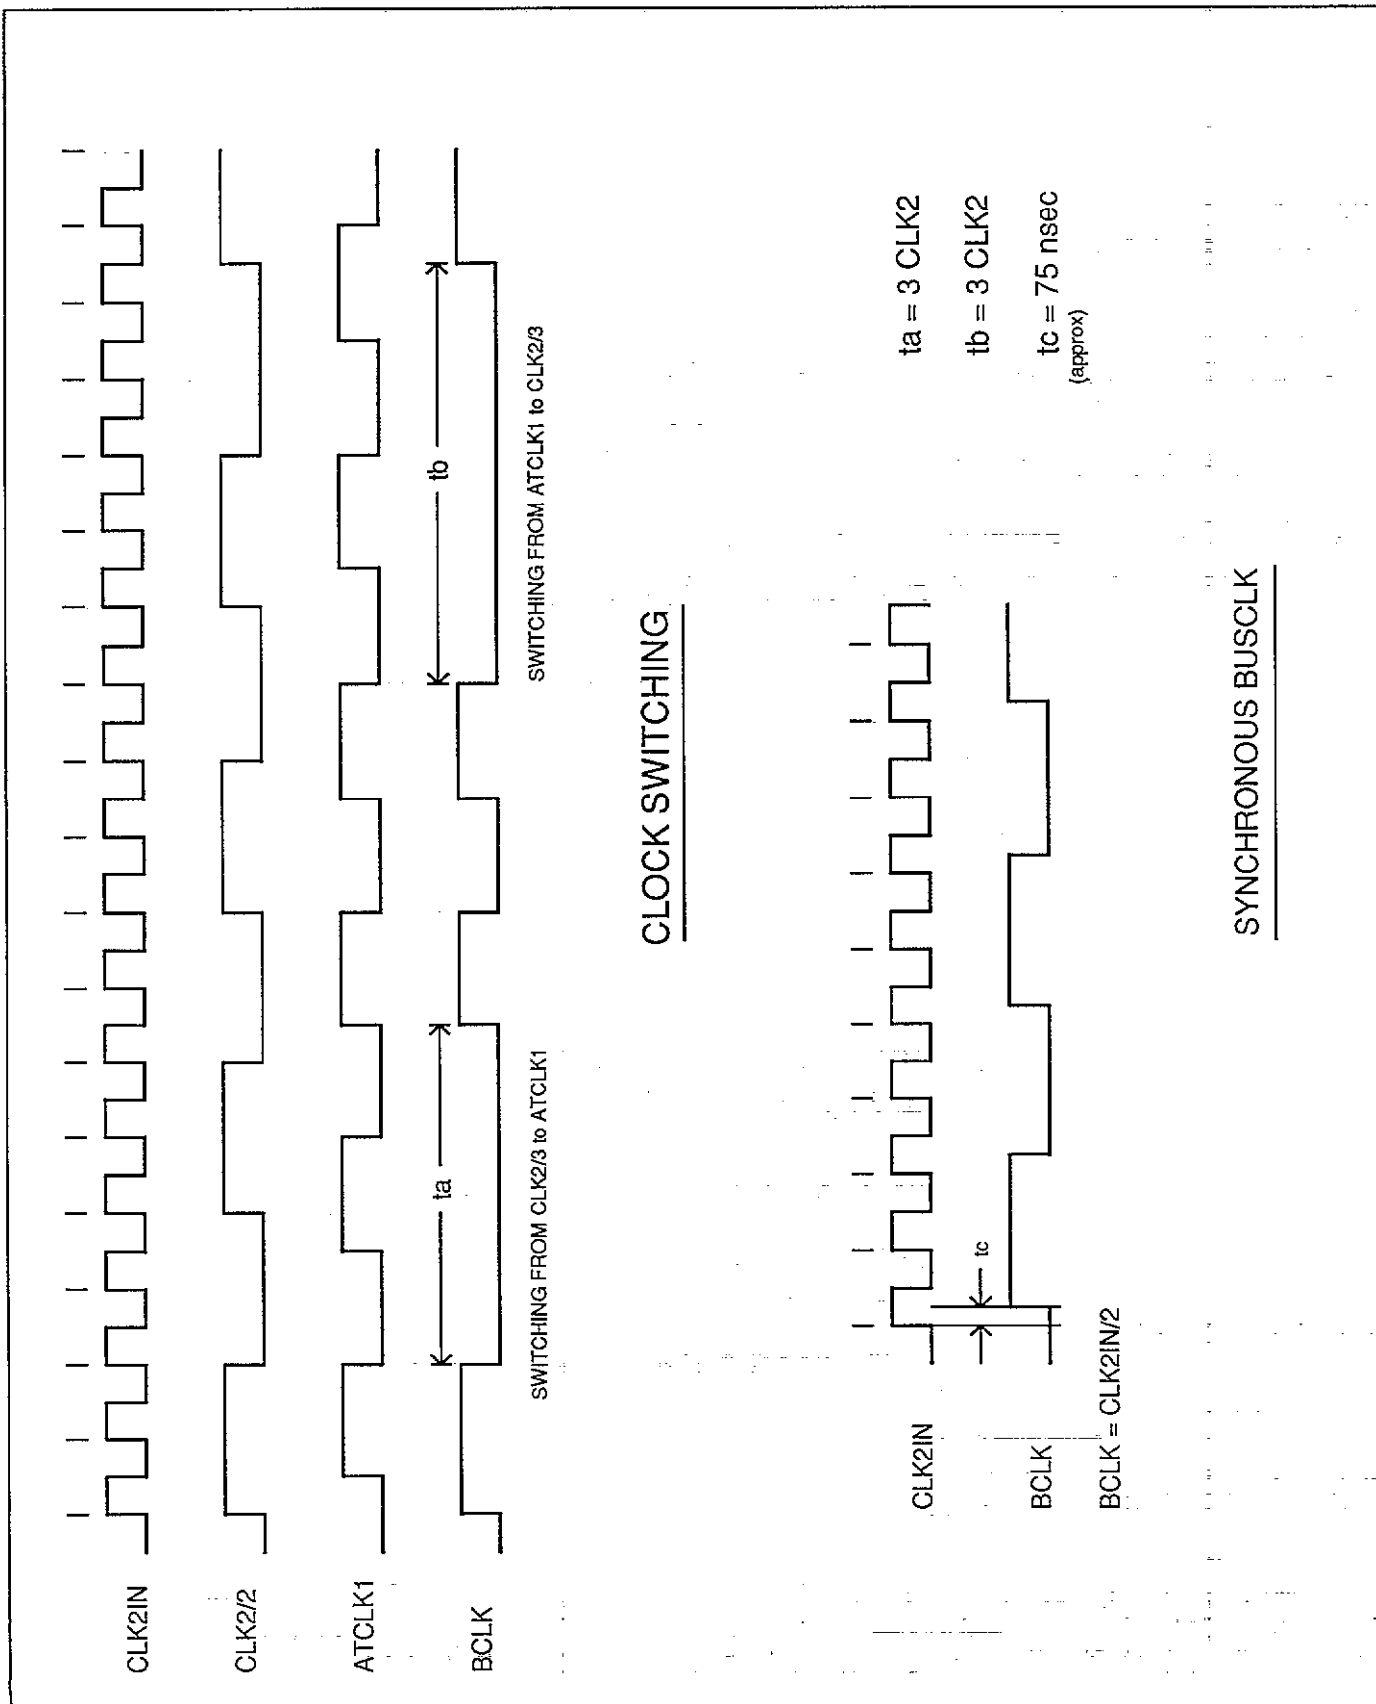 CLK2IN
CLK2/2
ATCLK1
BCLK
ta
tb
SWITCHING FROM CLK2/3 to ATCLK1
SWITCHING FROM ATCLK1 to CLK2/3
CLOCK SWITCHING
CLK2IN
tc
BCLK
BCLK = CLK2IN/2
ta = 3 CLK2
tb = 3 CLK2
tc = 75 nsec
(approx)
SYNCHRONOUS BUSCLK